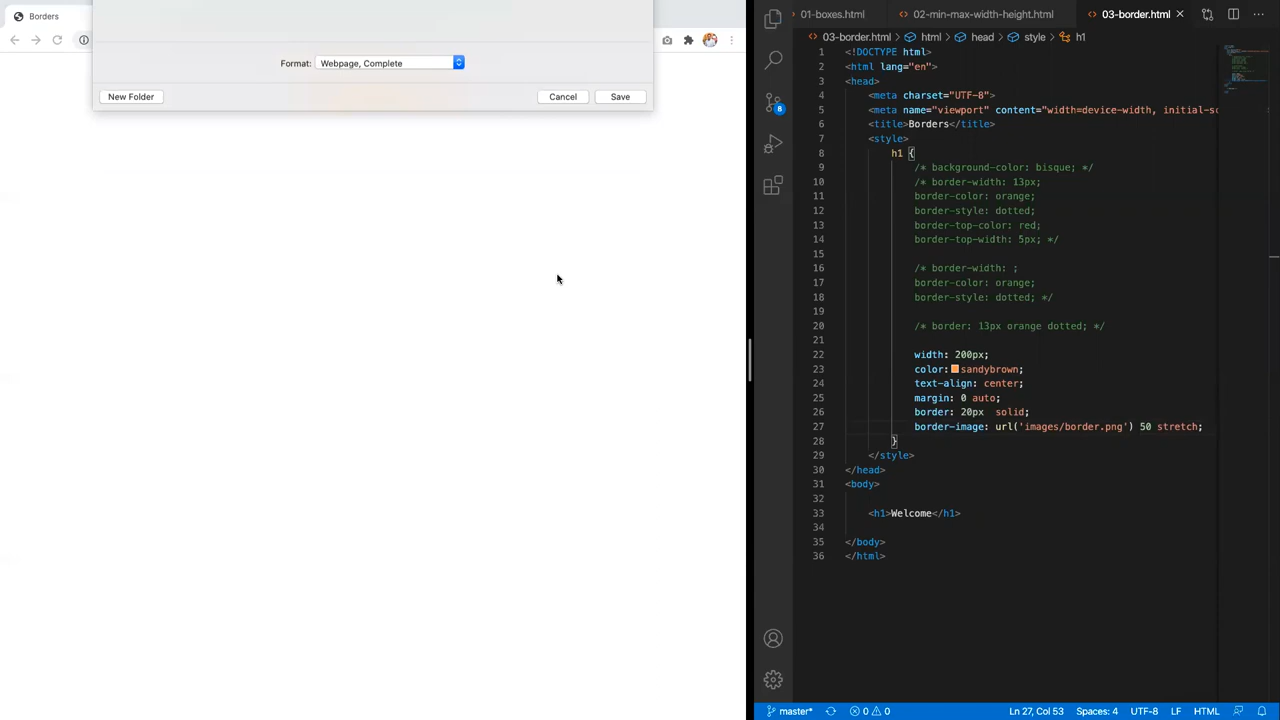 Borders
Format: Webpage, Complete
New Folder
Cancel Save
01-boxes.html 02-min-max-width-height.html 03-border.html
03-border.html > html > head > style > h1
1 <!DOCTYPE html>
2 <html lang="en">
3 <head>
4 <meta charset="UTF-8">
5 <meta name="viewport" content="width=device-width, initial-sc
6 <title>Borders</title>
7 <style>
8 h1 {
9 /* background-color: bisque; */
10 /* border-width: 13px;
11 border-color: orange;
12 border-style: dotted;
13 border-top-color: red;
14 border-top-width: 5px; */
15
16 /* border-width: ;
17 border-color: orange;
18 border-style: dotted; */
19
20 /* border: 13px orange dotted; */
21
22 width: 200px;
23 color: sandybrown;
24 text-align: center;
25 margin: 0 auto;
26 border: 20px  solid;
27 border-image: url('images/border.png') 50 stretch;
28 }
29 </style>
30 </head>
31 <body>
32
33 <h1>Welcome</h1>
34
35 </body>
36 </html>
8
master* 0 0 Ln 27, Col 53 Spaces: 4 UTF-8 LF HTML